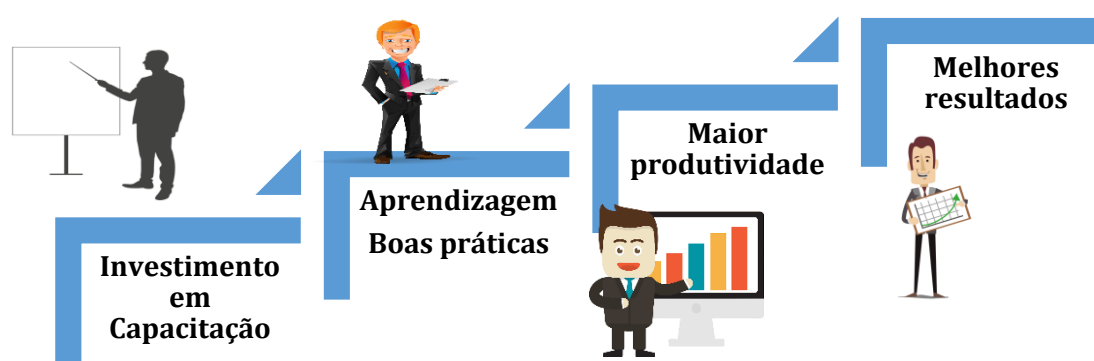 Investimento
em
Capacitação
Aprendizagem
Boas práticas
Maior
produtividade
Melhores
resultados